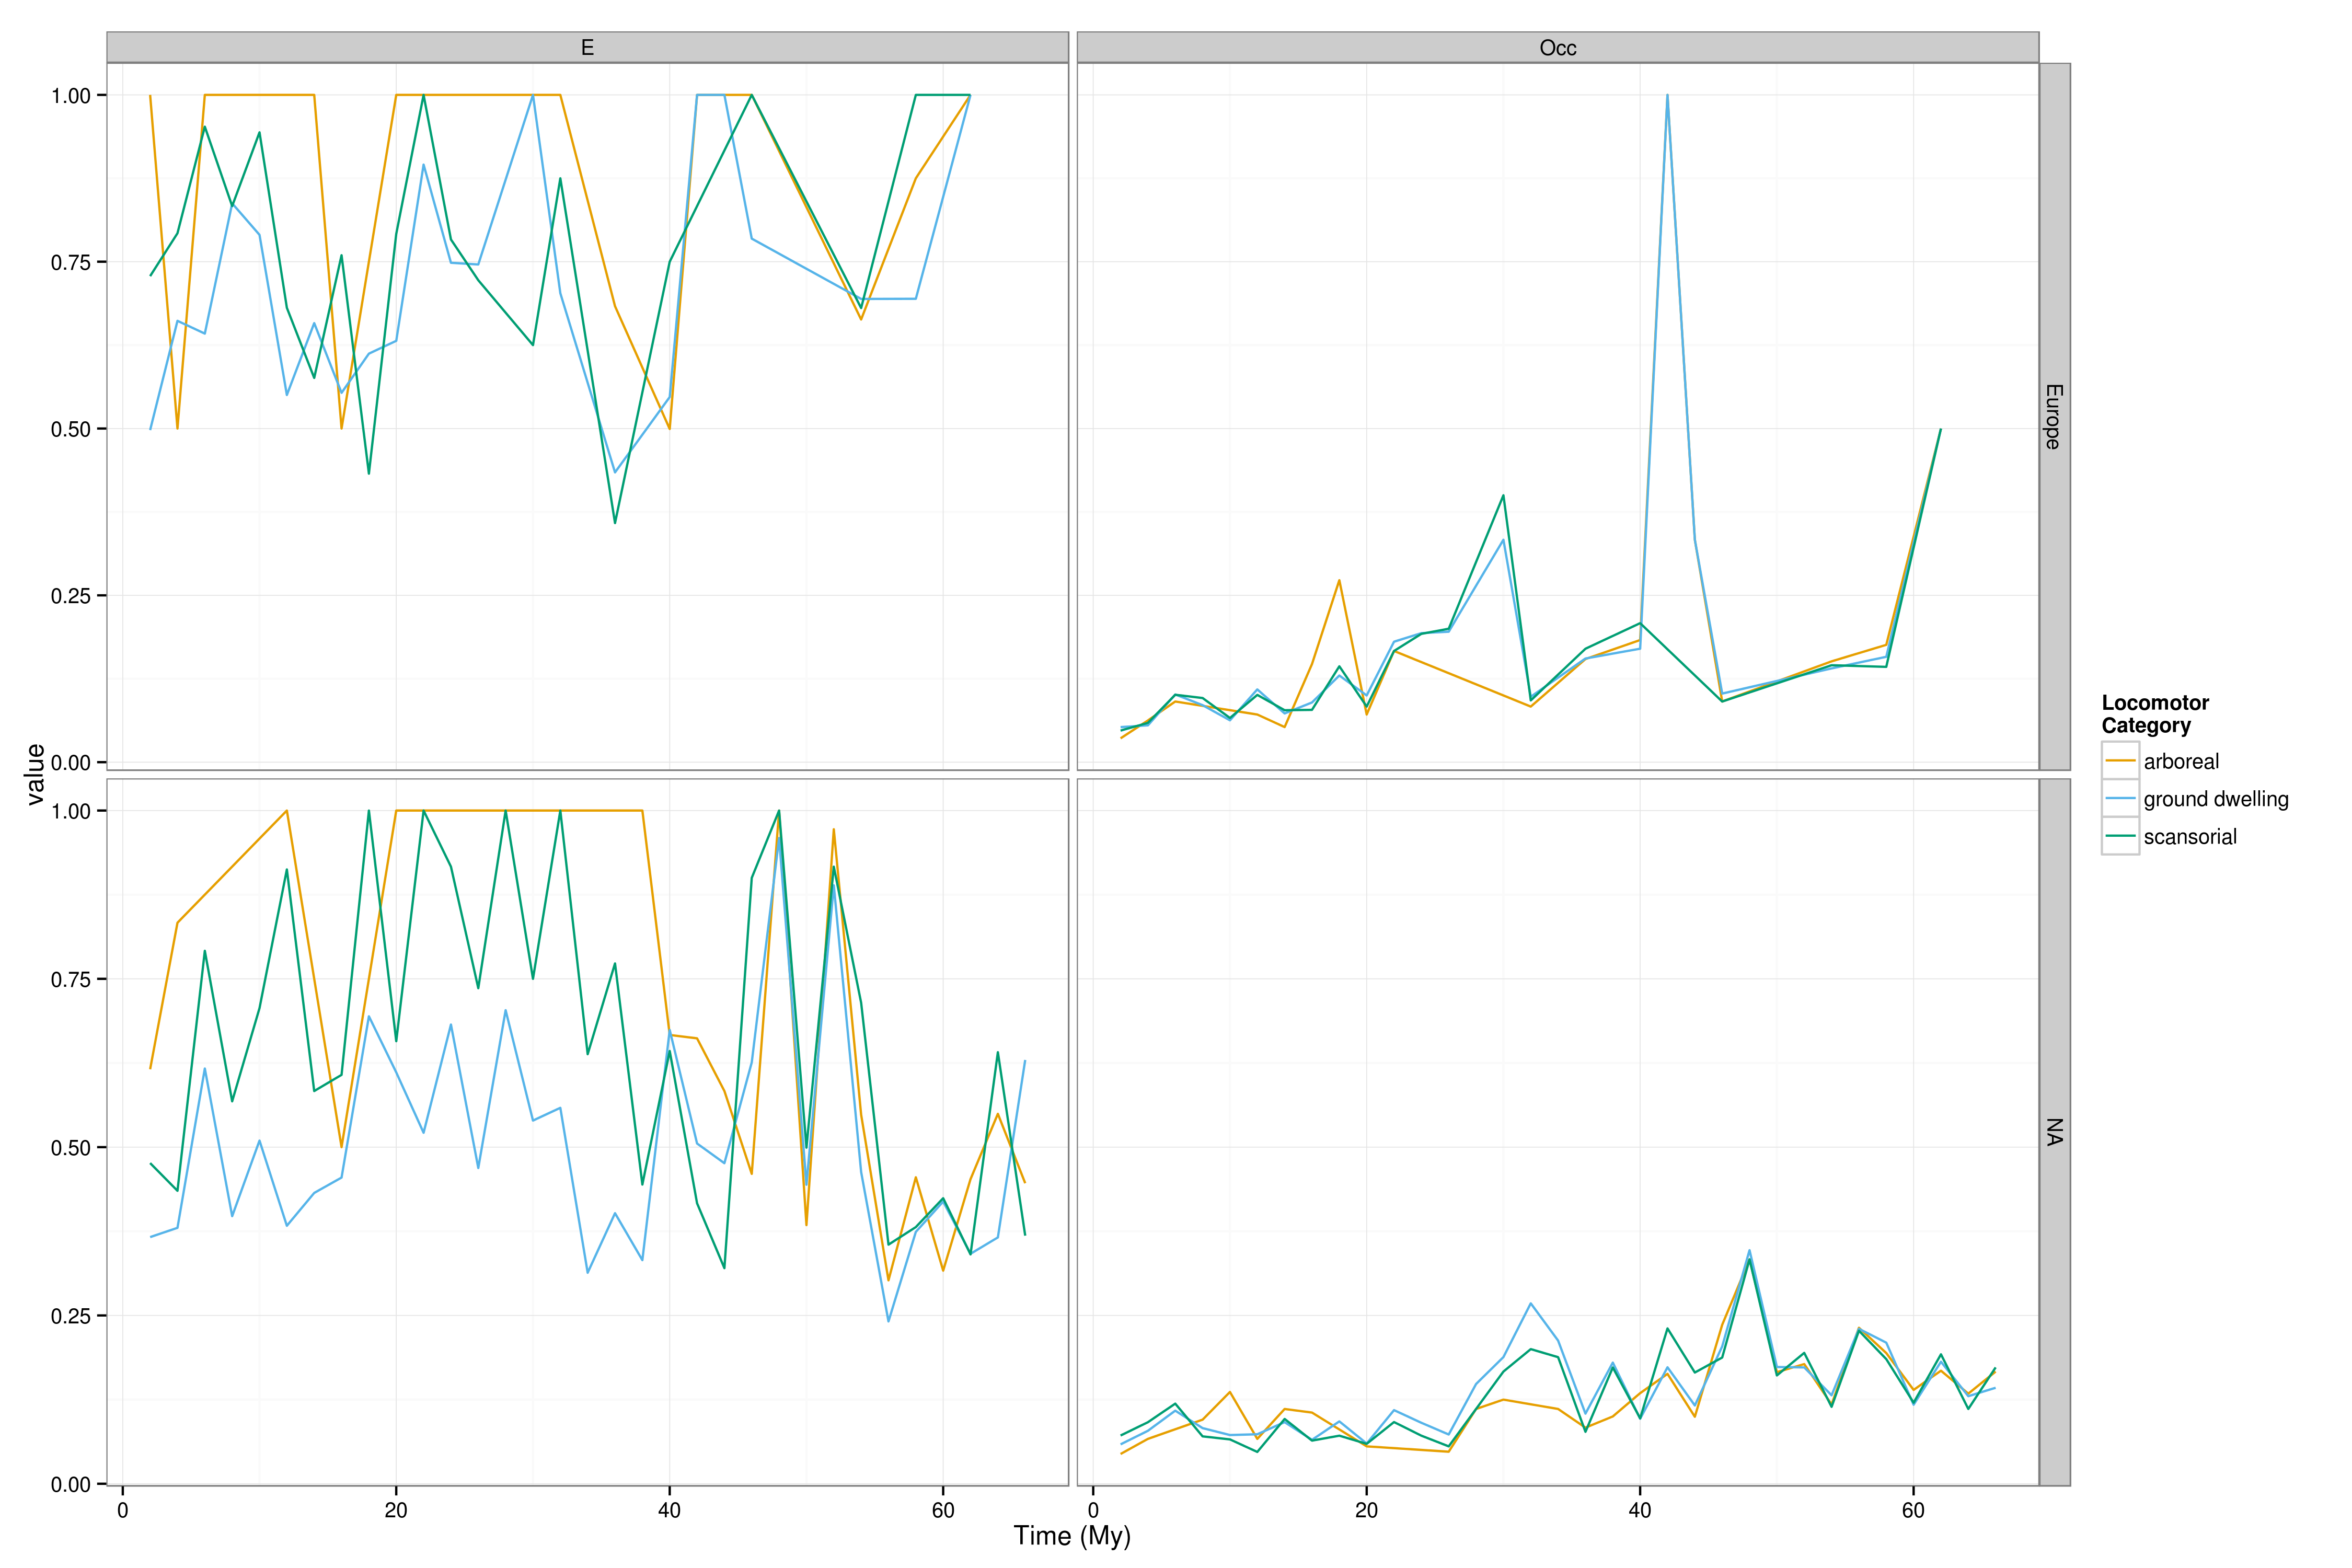 E
Occ
1.00
0.75
0.50
0.25
0.00
Europe
value
1.00
0.75
0.50
0.25
0.00
NA
0
20
40
60
0
20
40
60
Time (My)
Locomotor
Category
arboreal
ground dwelling
scansorial